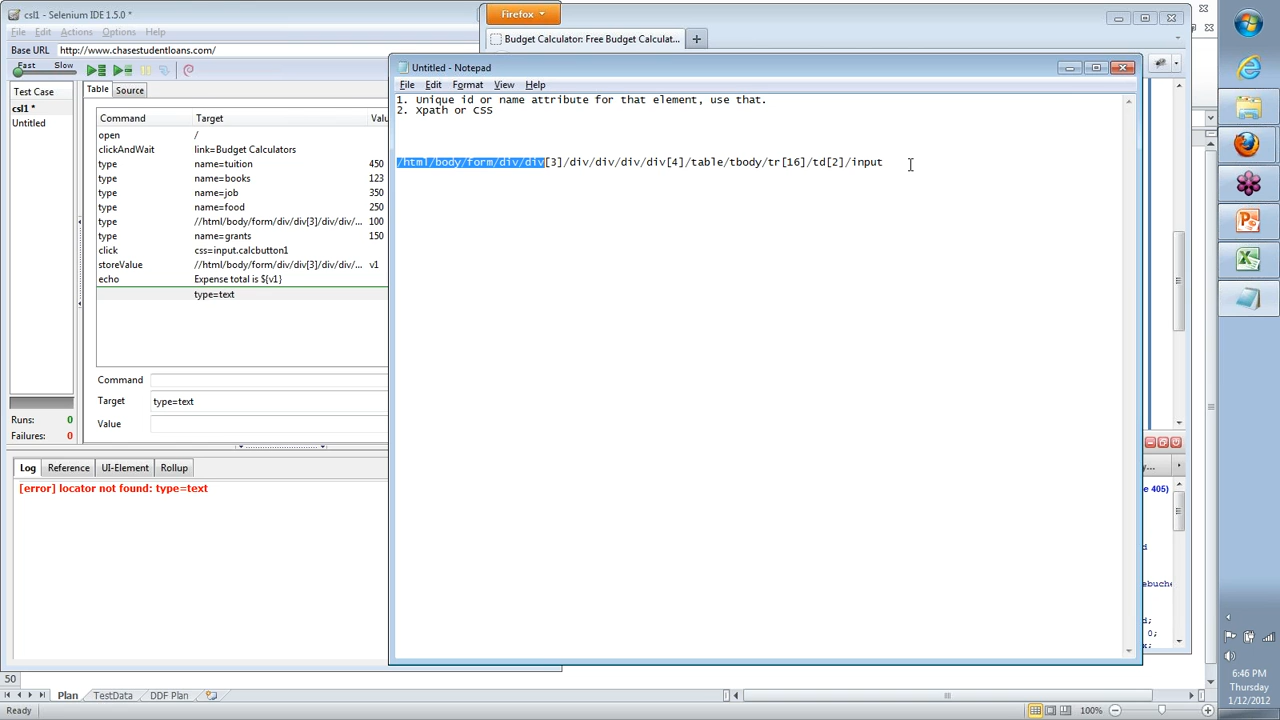 csl1 - Selenium IDE 1.5.0 *
File Edit Actions Options Help
Base URL http://www.chasestudentloans.com/
Fast Slow
Test Case
csl1 *
Untitled
Table Source
Command Target Valu
open /
clickAndWait link=Budget Calculators
type name=tuition 450
type name=books 123
type name=job 350
type name=food 250
type //html/body/form/div/div[3]/div/div/... 100
type name=grants 150
click css=input.calcbutton1
storeValue //html/body/form/div/div[3]/div/div/... v1
echo Expense total is ${v1}
type=text
Command
Target type=text
Value
Runs: 0
Failures: 0
Log Reference UI-Element Rollup
[error] locator not found: type=text
Firefox
Budget Calculator: Free Budget Calculat...
Untitled - Notepad
File Edit Format View Help
1. Unique id or name attribute for that element, use that.
2. Xpath or CSS
/html/body/form/div/div[3]/div/div/div/div[4]/table/tbody/tr[16]/td[2]/input
e 405)
d
ebuche
d;
0;
x;
50
Plan TestData DDF Plan
Ready
100%
6:46 PM
Thursday
1/12/2012